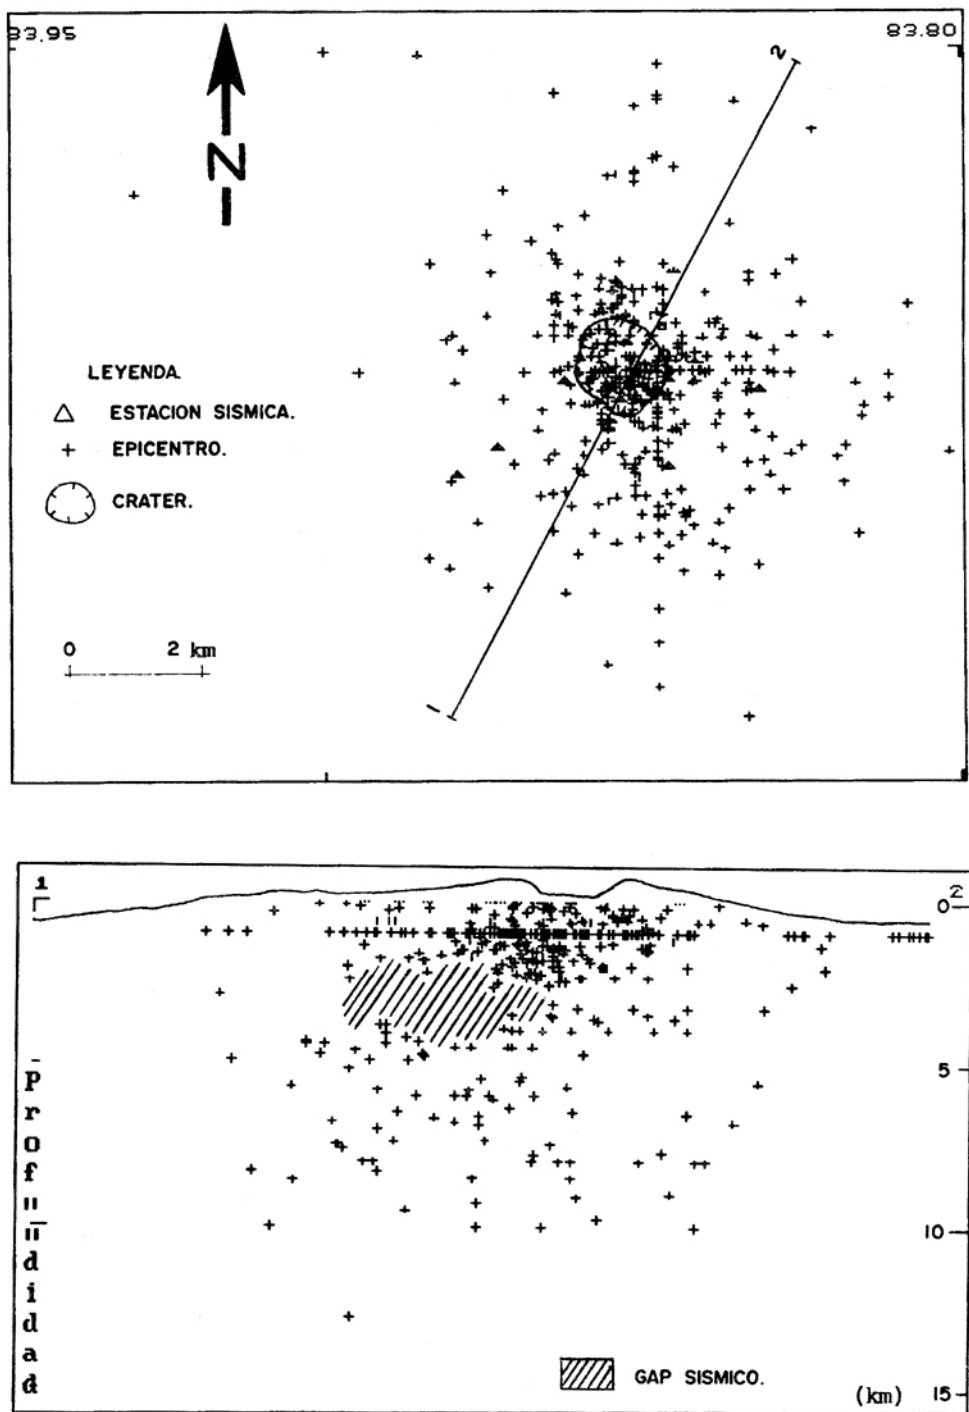 83.95
83.80
2
N
LEYENDA.
ESTACION SISMICA.
EPICENTRO.
CRATER.
0 2 km
1
1
0 2
5
10
(km) 15
Profundidad
GAP SISMICO.